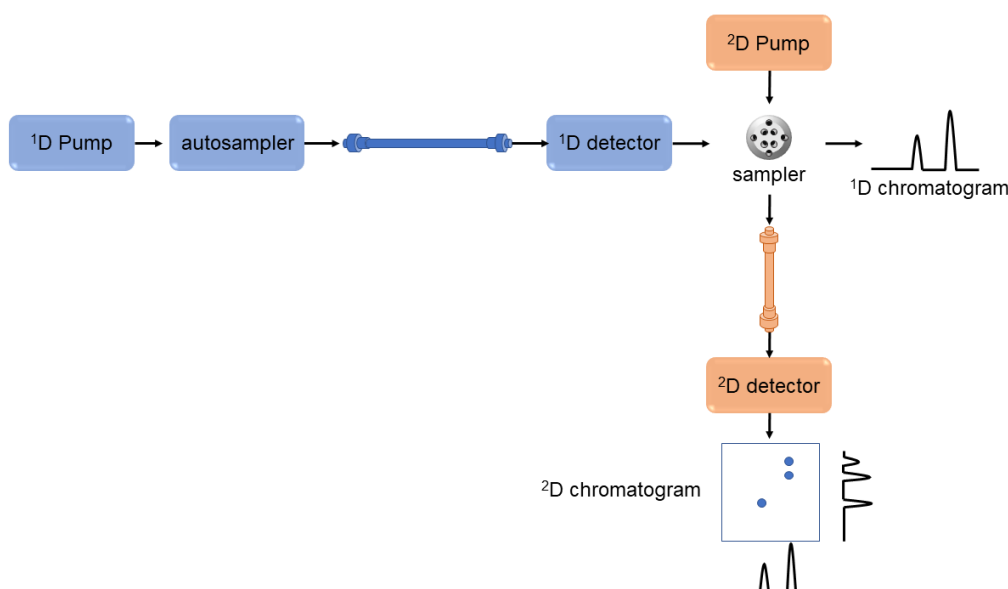 ²D Pump
¹D Pump
autosampler
¹D detector
sampler
¹D chromatogram
²D detector
²D chromatogram